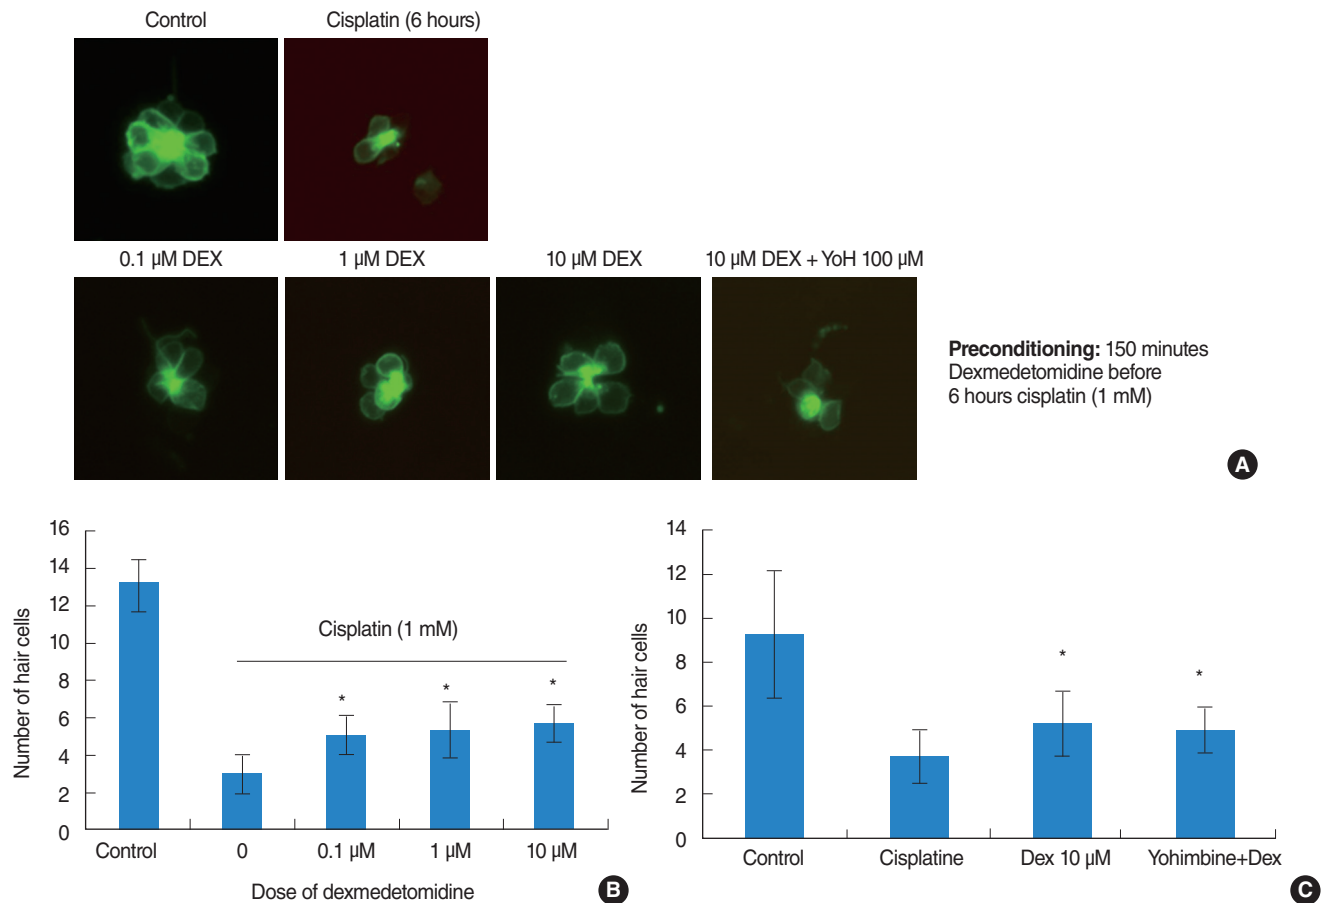 Control
Cisplatin (6 hours)
0.1 µM DEX
1 µM DEX
10 µM DEX
10 µM DEX + YoH 100 µM
Preconditioning: 150 minutes
Dexmedetomidine before
6 hours cisplatin (1 mM)
A
16
14
12
10
8
6
4
2
0
Number of hair cells
Cisplatin (1 mM)
*
*
*
Control
0
0.1 µM
1 µM
10 µM
Dose of dexmedetomidine
B
14
12
10
8
6
4
2
0
Number of hair cells
*
*
Control
Cisplatine
Dex 10 µM
Yohimbine+Dex
C